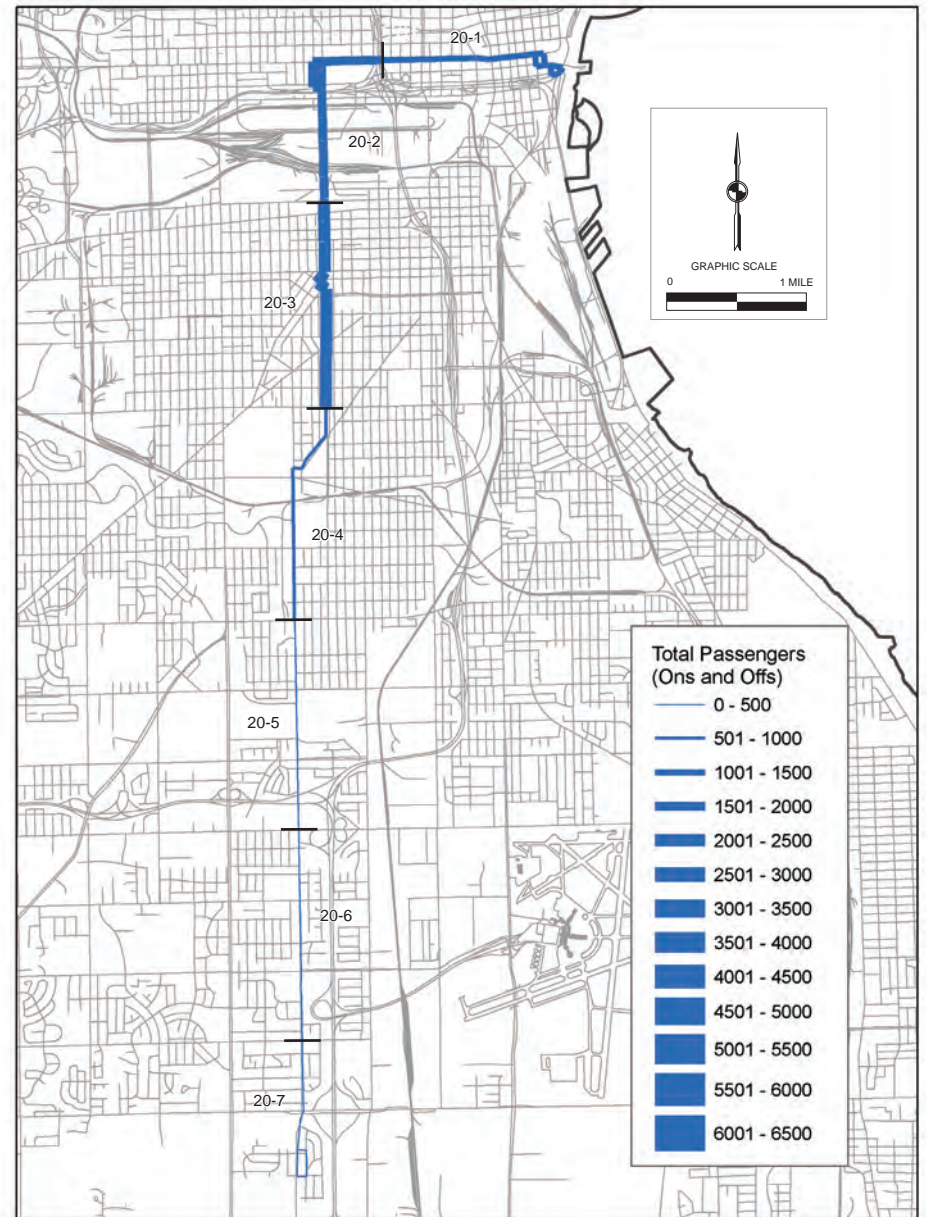 20-1
20-2
GRAPHIC SCALE
0 1 MILE
20-3
20-4
Total Passengers
(Ons and Offs)
0 - 500
501 - 1000
1001 - 1500
1501 - 2000
2001 - 2500
2501 - 3000
3001 - 3500
3501 - 4000
4001 - 4500
4501 - 5000
5001 - 5500
5501 - 6000
6001 - 6500
20-5
20-6
20-7